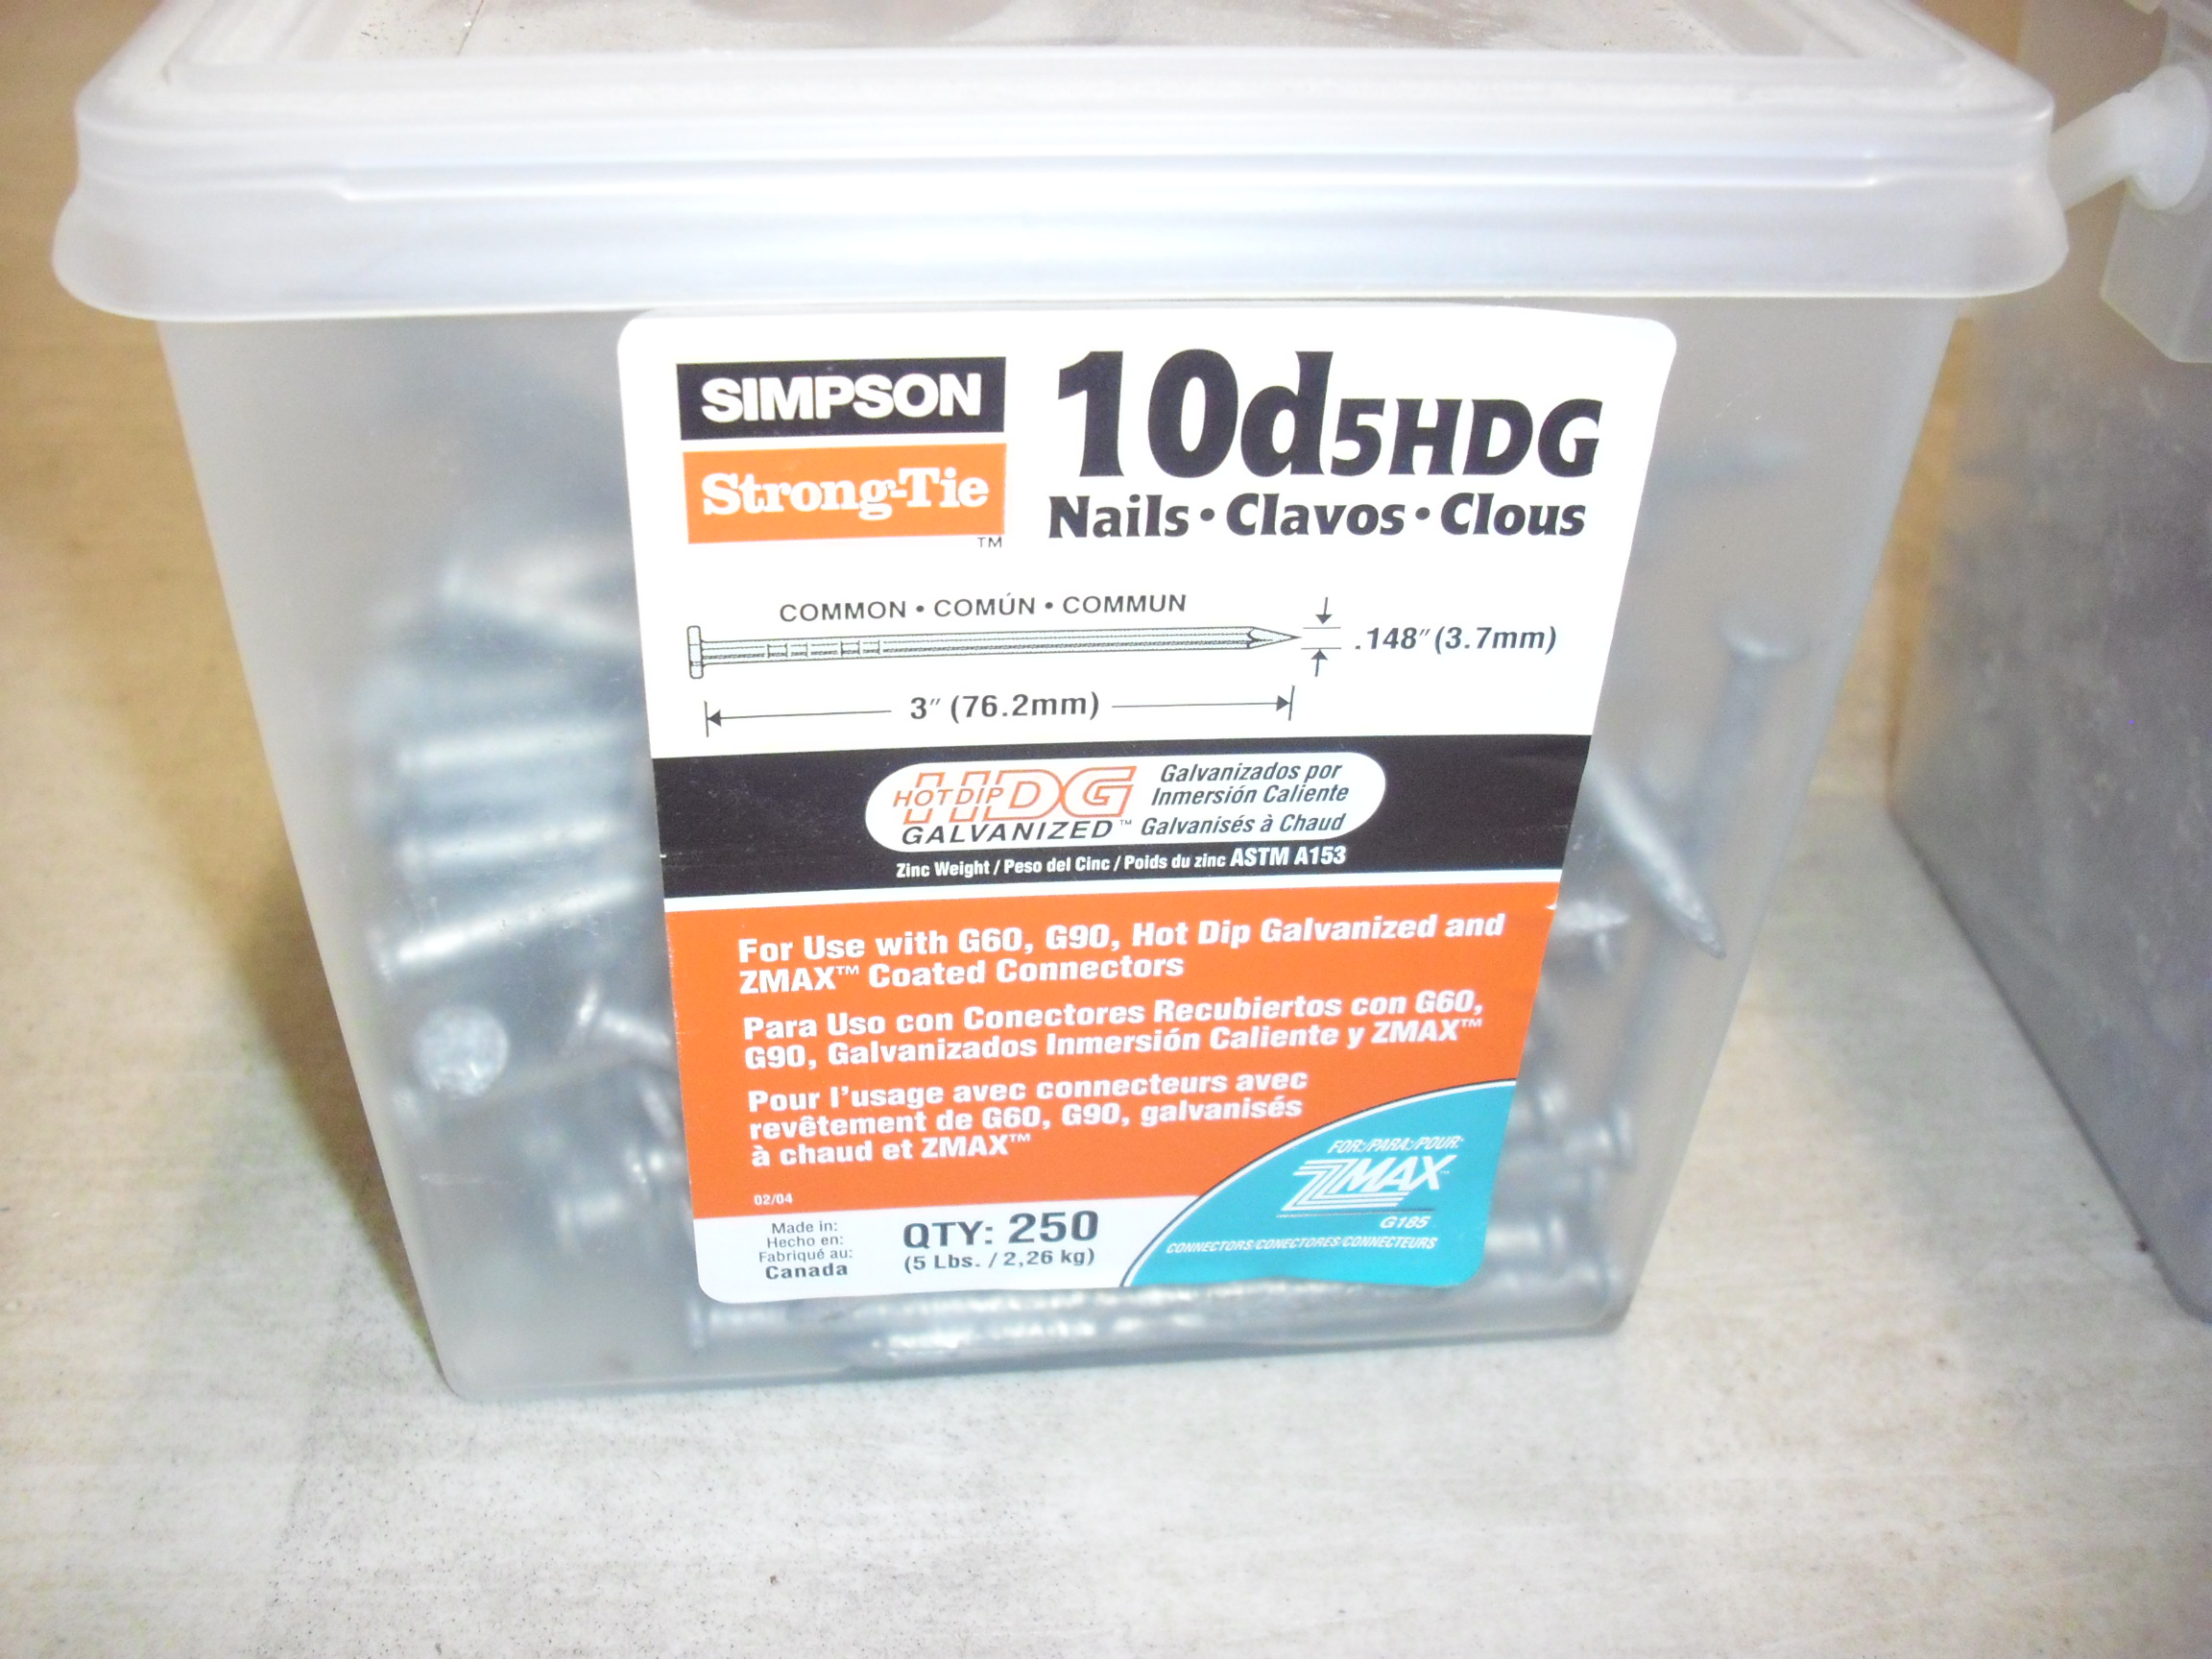 SIMPSON
Strong-Tie
TM
10d5HDG
Nails • Clavos • Clous
COMMON • COMÚN • COMMUN
.148" (3.7mm)
3" (76.2mm)
HDG
HOT DIP
GALVANIZED™
Galvanizados por
Inmersión Caliente
Galvanisés à Chaud
Zinc Weight / Peso del Cinc / Poids du zinc ASTM A153
For Use with G60, G90, Hot Dip Galvanized and
ZMAX™ Coated Connectors
Para Uso con Conectores Recubiertos con G60,
G90, Galvanizados Inmersión Caliente y ZMAX™
Pour l'usage avec connecteurs avec
revêtement de G60, G90, galvanisés
à chaud et ZMAX™
02/04
Made in:
Hecho en:
Fabriqué au:
Canada
QTY: 250
(5 Lbs. / 2,26 kg)
FOR:/PARA:/POUR:
ZMAX™
G185
CONNECTORS/CONECTORES/CONNECTEURS